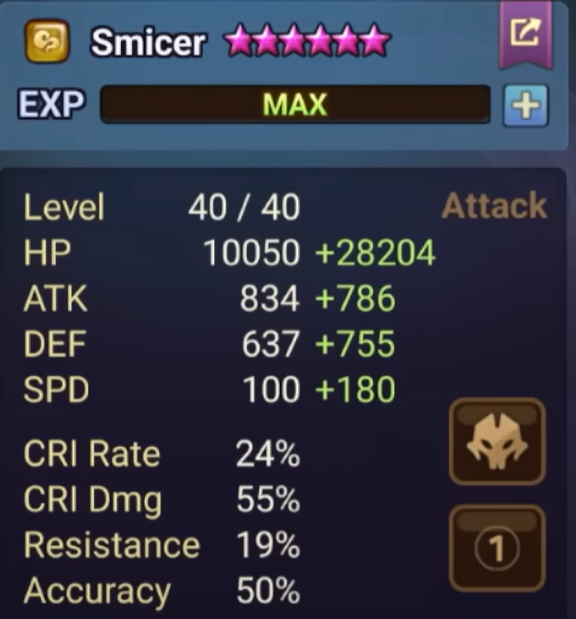 Smicer
EXP MAX +
Level 40 / 40 Attack
HP 10050 +28204
ATK 834 +786
DEF 637 +755
SPD 100 +180
CRI Rate 24%
CRI Dmg 55%
Resistance 19%
1
Accuracy 50%